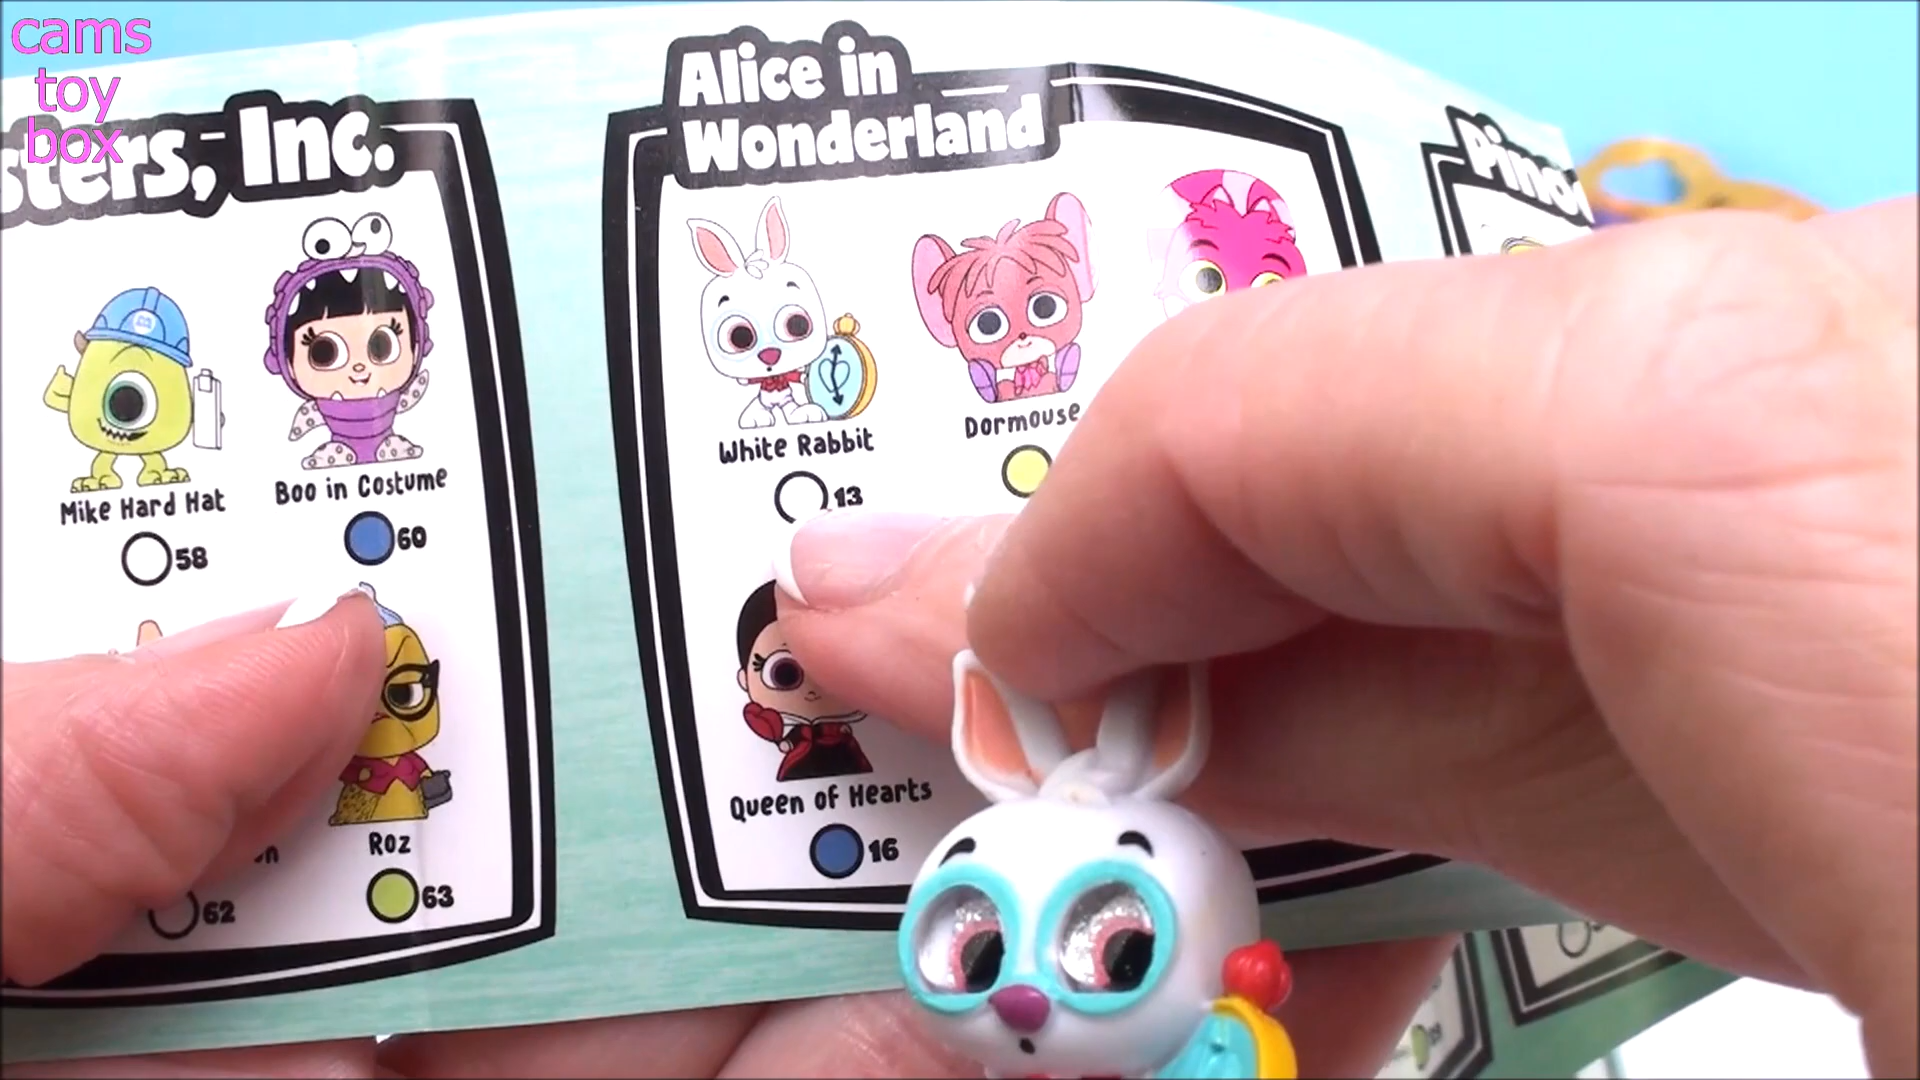 cams
toy
box
sters, Inc.
Mike Hard Hat
58
Boo in Costume
60
62
Roz
63
Alice in
Wonderland
White Rabbit
13
Dormouse
Queen of Hearts
16
Pino